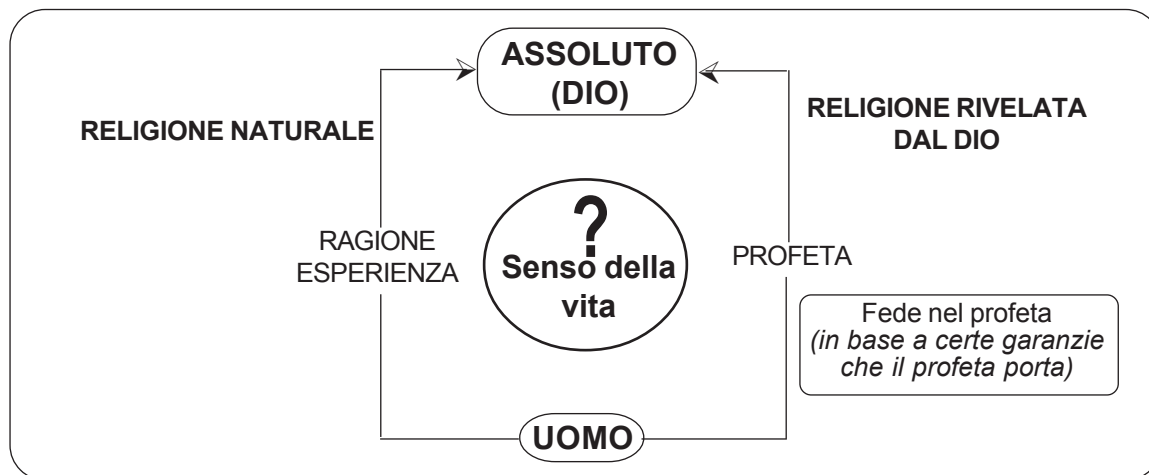 ASSOLUTO
(DIO)
RELIGIONE NATURALE
RELIGIONE RIVELATA
DAL DIO
?
Senso della
vita
RAGIONE
ESPERIENZA
PROFETA
Fede nel profeta
(in base a certe garanzie
che il profeta porta)
UOMO